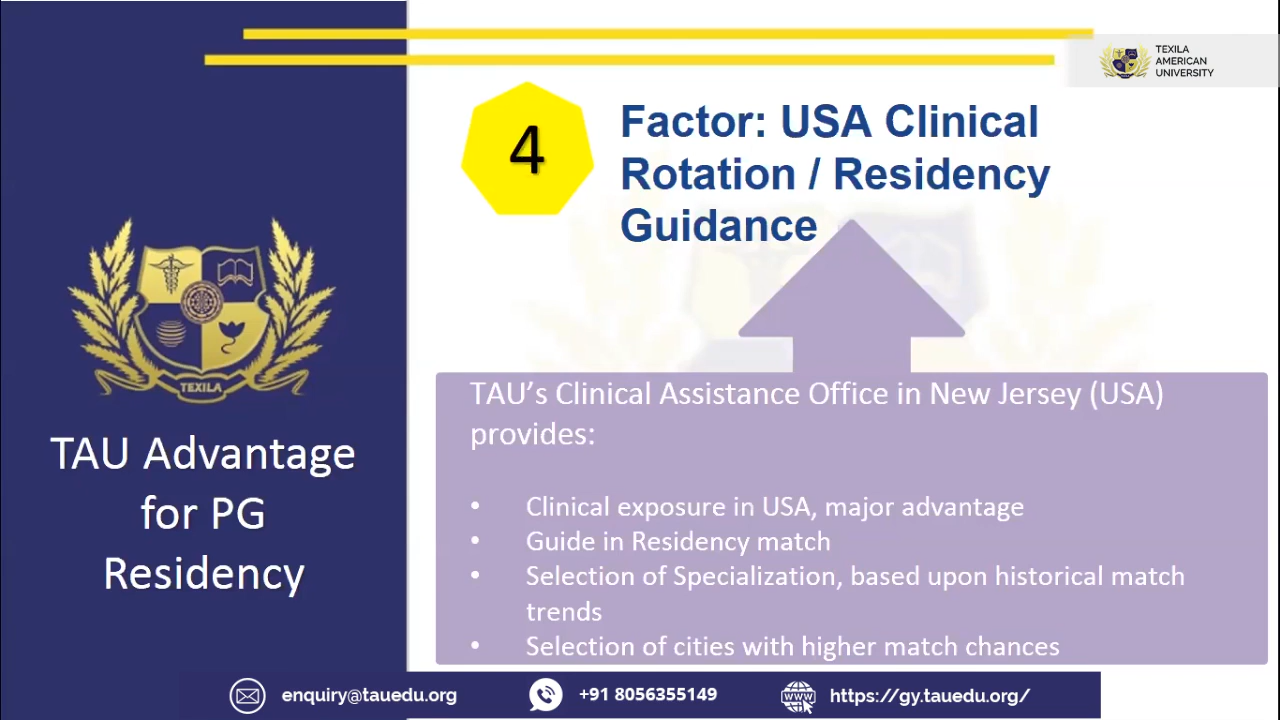 TEXILA
AMERICAN
UNIVERSITY
4
Factor: USA Clinical
Rotation / Residency
Guidance
TEXILA
TAU Advantage
for PG
Residency
TAU’s Clinical Assistance Office in New Jersey (USA)
provides:
• Clinical exposure in USA, major advantage
• Guide in Residency match
• Selection of Specialization, based upon historical match
trends
• Selection of cities with higher match chances
enquiry@tauedu.org
+91 8056355149
WWW
https://gy.tauedu.org/